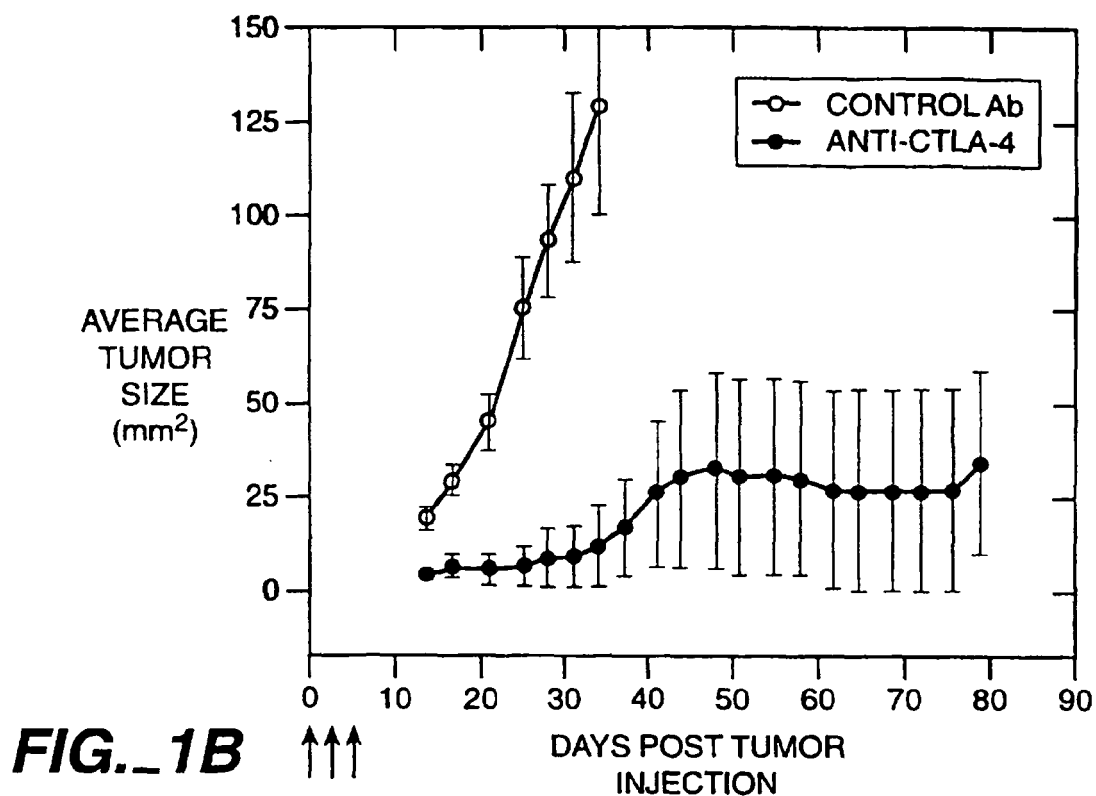 150
125
100
75
50
25
0
AVERAGE
TUMOR
SIZE
(mm²)
CONTROL Ab
ANTI-CTLA-4
0 10 20 30 40 50 60 70 80 90
DAYS POST TUMOR
INJECTION
FIG._1B